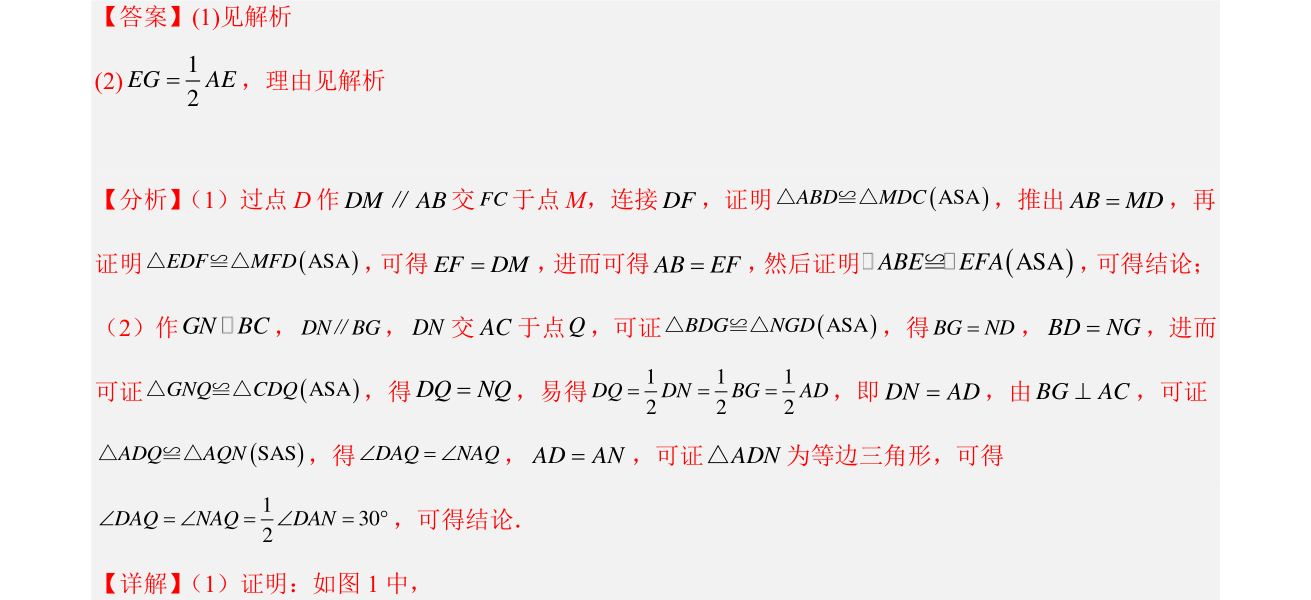 【答案】(1)见解析
(2) EG = 1/2 AE，理由见解析
【分析】（1）过点 D 作 DM // AB 交 FC 于点 M，连接 DF，证明 △ABD≌△MDC(ASA)，推出 AB = MD，再
证明 △EDF≌△MFD(ASA)，可得 EF = DM，进而可得 AB = EF，然后证明 □ABE≌□EFA(ASA)，可得结论；
（2）作 GN □ BC，DN // BG，DN 交 AC 于点 Q，可证 △BDG≌△NGD(ASA)，得 BG = ND，BD = NG，进而
可证 △GNQ≌△CDQ(ASA)，得 DQ = NQ，易得 DQ = 1/2 DN = 1/2 BG = 1/2 AD，即 DN = AD，由 BG ⊥ AC，可证
△ADQ≌△AQN(SAS)，得 ∠DAQ = ∠NAQ，AD = AN，可证 △ADN 为等边三角形，可得
∠DAQ = ∠NAQ = 1/2 ∠DAN = 30°，可得结论．
【详解】（1）证明：如图 1 中，